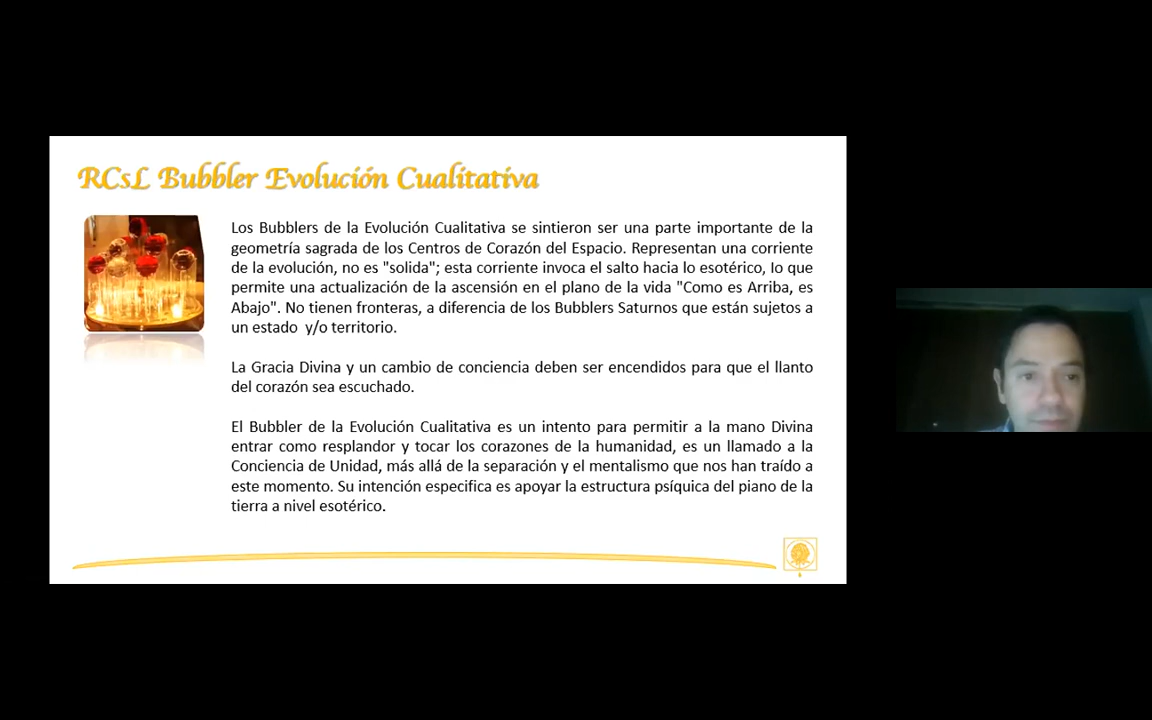 RCsL Bubbler Evolución Cualitativa
Los Bubblers de la Evolución Cualitativa se sintieron ser una parte importante de la
geometría sagrada de los Centros de Corazón del Espacio. Representan una corriente
de la evolución, no es "solida"; esta corriente invoca el salto hacia lo esotérico, lo que
permite una actualización de la ascensión en el plano de la vida "Como es Arriba, es
Abajo". No tienen fronteras, a diferencia de los Bubblers Saturnos que están sujetos a
un estado y/o territorio.
La Gracia Divina y un cambio de conciencia deben ser encendidos para que el llanto
del corazón sea escuchado.
El Bubbler de la Evolución Cualitativa es un intento para permitir a la mano Divina
entrar como resplandor y tocar los corazones de la humanidad, es un llamado a la
Conciencia de Unidad, más allá de la separación y el mentalismo que nos han traído a
este momento. Su intención especifica es apoyar la estructura psíquica del piano de la
tierra a nivel esotérico.